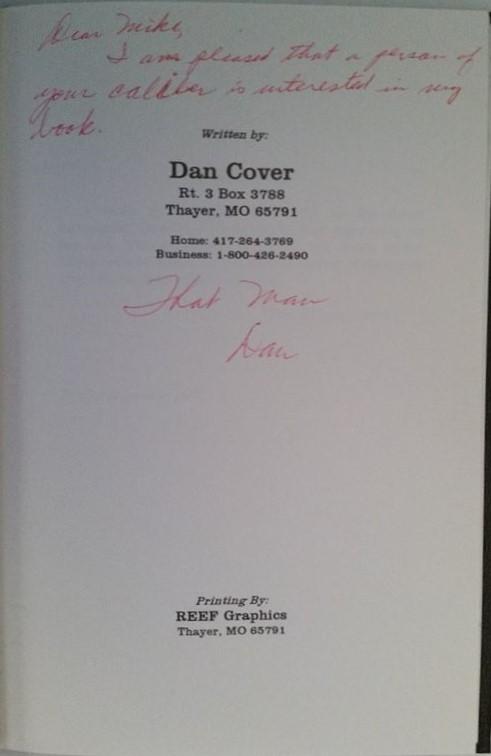 Dear Mike,
I am pleased that a person of
your caliber is interested in my
book.
Written by:
Dan Cover
Rt. 3 Box 3788
Thayer, MO 65791
Home: 417-264-3769
Business: 1-800-426-2490
That Man
Dan
Printing By:
REEF Graphics
Thayer, MO 65791